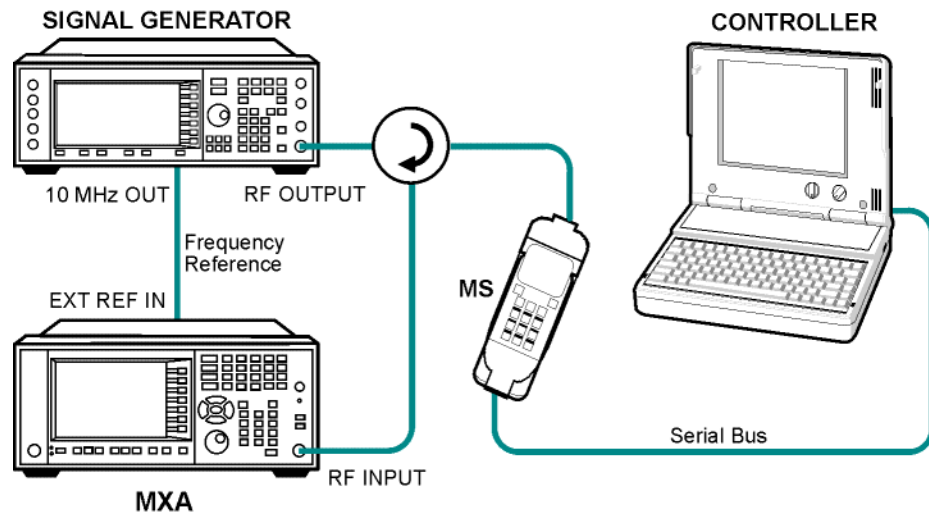 SIGNAL GENERATOR
CONTROLLER
10 MHz OUT
RF OUTPUT
Frequency
Reference
MS
EXT REF IN
Serial Bus
RF INPUT
MXA